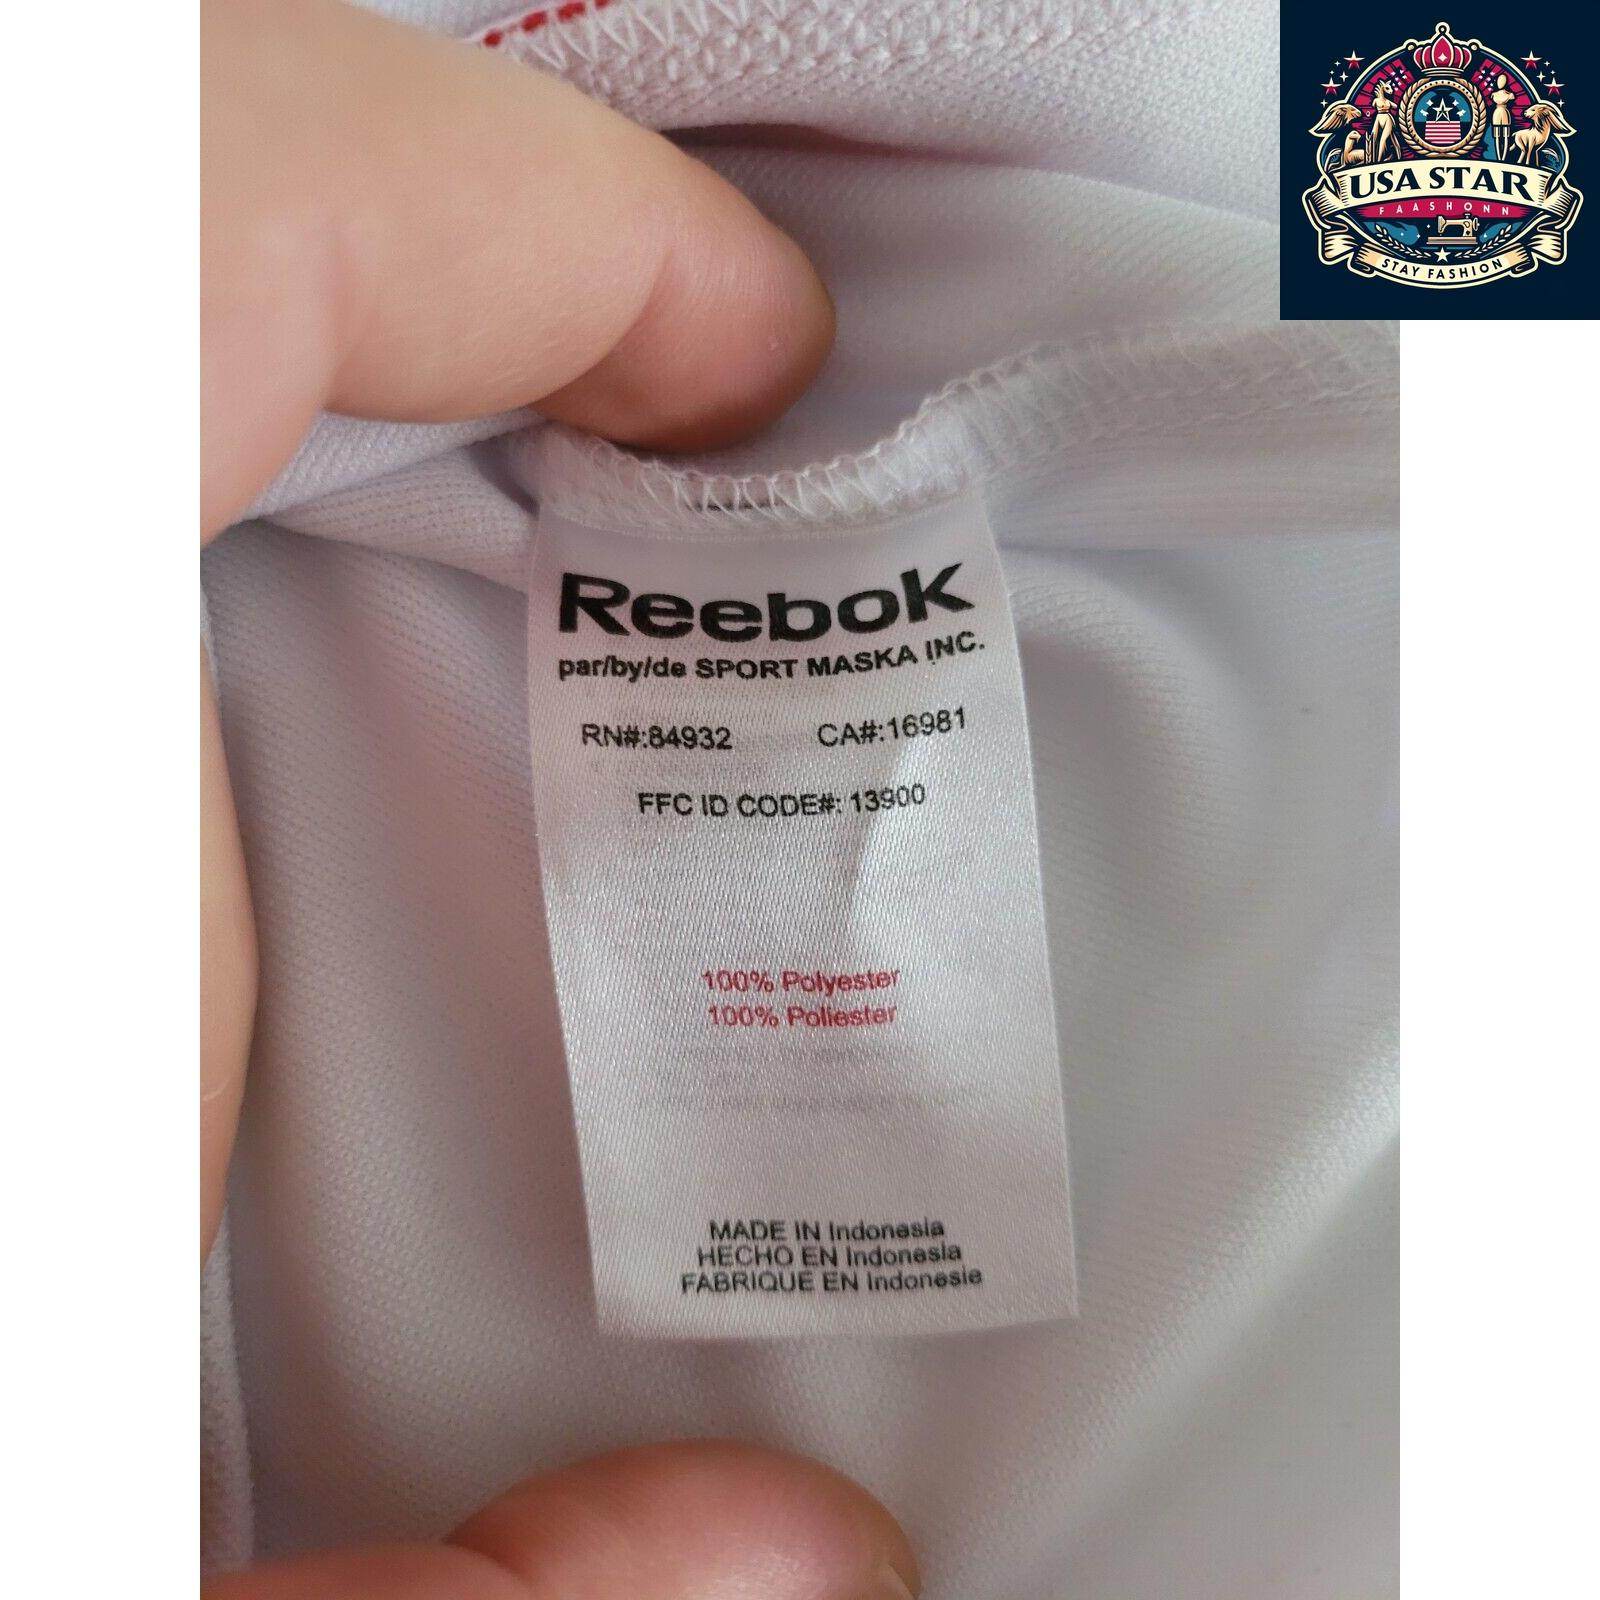 USA STAR
FAASHONN
STAY FASHION
Reebok
par/by/de SPORT MASKA INC.
RN#:84932 CA#:16981
FFC ID CODE#: 13900
100% Polyester
100% Poliester
MADE IN Indonesia
HECHO EN Indonesia
FABRIQUE EN Indonesie